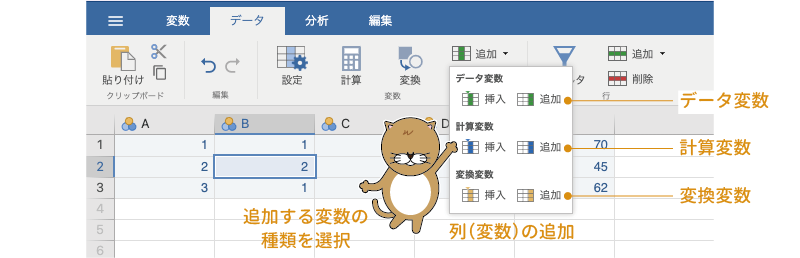 変数 データ 分析 編集
貼り付け 設定 計算 変換 追加 タ 追加
削除
クリップボード 編集 変数 行
データ変数
挿入 追加
計算変数
挿入 追加
変換変数
挿入 追加
データ変数
計算変数
変換変数
A B C D
1 1 1 70
2 2 2 45
3 3 1 62
4
5
6
追加する変数の
種類を選択
列(変数)の追加